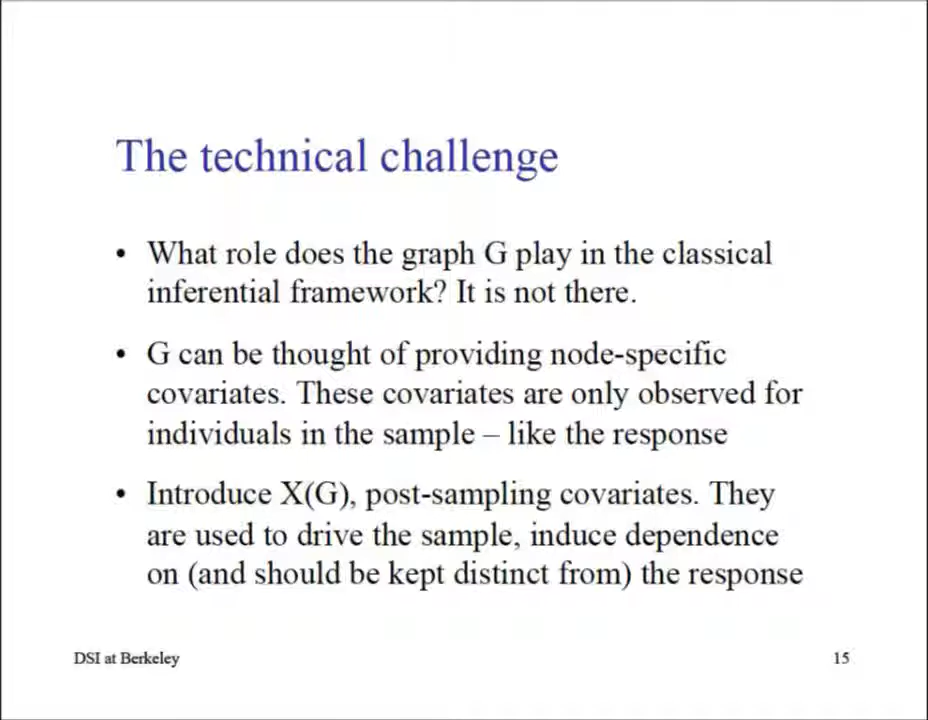 The technical challenge
• What role does the graph G play in the classical
inferential framework? It is not there.
• G can be thought of providing node-specific
covariates. These covariates are only observed for
individuals in the sample – like the response
• Introduce X(G), post-sampling covariates. They
are used to drive the sample, induce dependence
on (and should be kept distinct from) the response
DSI at Berkeley
15